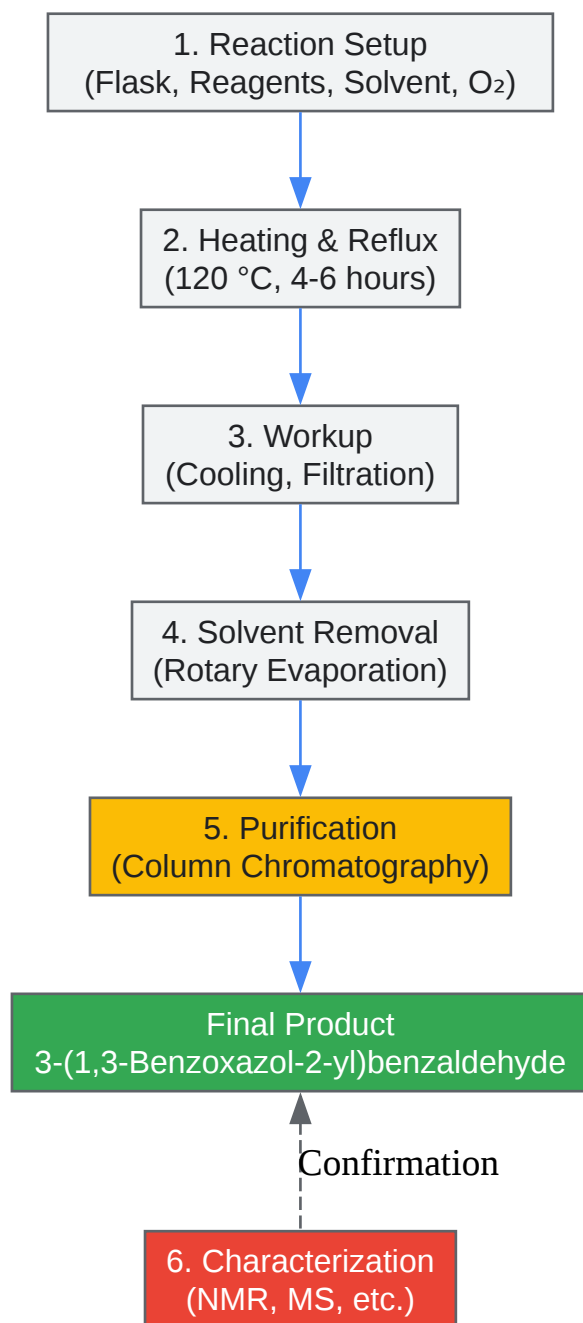 1. Reaction Setup
(Flask, Reagents, Solvent, O₂)
2. Heating & Reflux
(120 °C, 4-6 hours)
3. Workup
(Cooling, Filtration)
4. Solvent Removal
(Rotary Evaporation)
5. Purification
(Column Chromatography)
Final Product
3-(1,3-Benzoxazol-2-yl)benzaldehyde
Confirmation
6. Characterization
(NMR, MS, etc.)